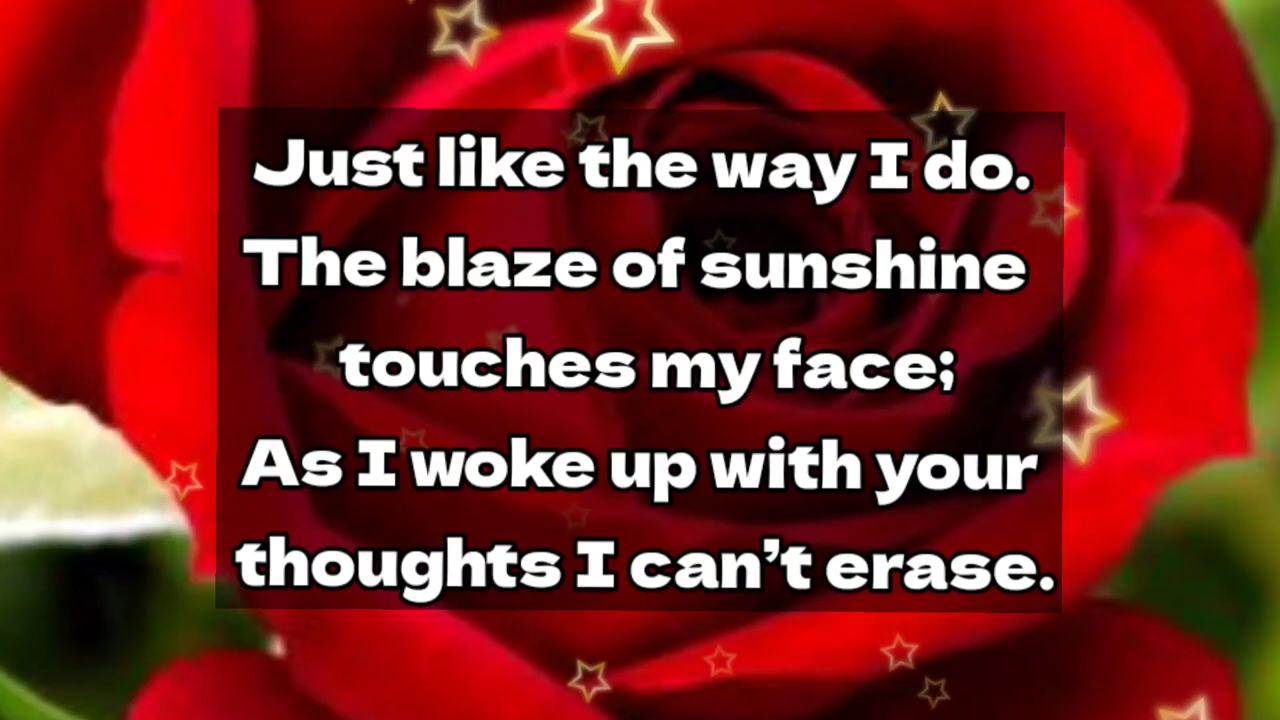 Just like the way I do.
The blaze of sunshine
touches my face;
As I woke up with your
thoughts I can’t erase.